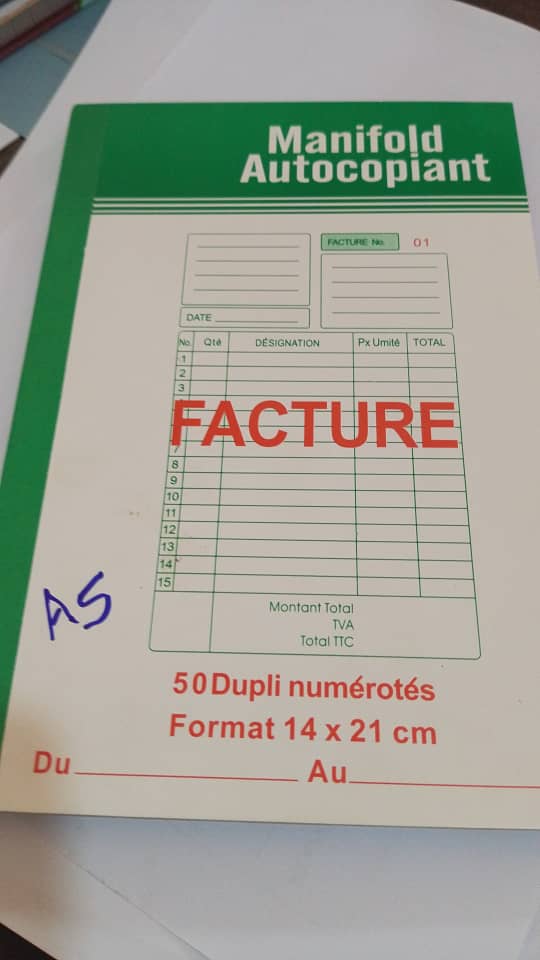 Manifold
Autocopiant
FACTURE No. 01
DATE
No. Qté DÉSIGNATION Px Umité TOTAL
1
2
3
FACTURE
7
8
9
10
11
12
13
14
15
Montant Total
TVA
Total TTC
A5
50 Dupli numérotés
Format 14 x 21 cm
Du Au